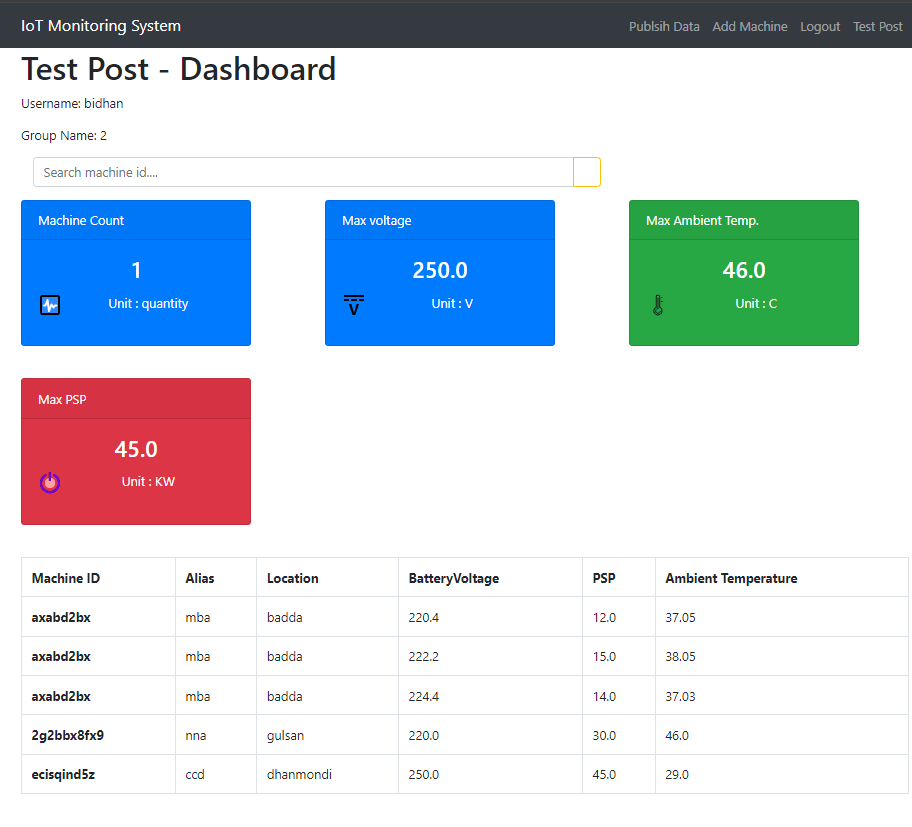 IoT Monitoring System Publsih Data Add Machine Logout Test Post
Test Post - Dashboard
Username: bidhan
Group Name: 2
Search machine id....
Machine Count
1
Unit : quantity
Max voltage
250.0
V
Unit : V
Max Ambient Temp.
46.0
Unit : C
Max PSP
45.0
Unit : KW
Machine ID Alias Location BatteryVoltage PSP Ambient Temperature
axabd2bx mba badda 220.4 12.0 37.05
axabd2bx mba badda 222.2 15.0 38.05
axabd2bx mba badda 224.4 14.0 37.03
2g2bbx8fx9 nna gulsan 220.0 30.0 46.0
ecisqind5z ccd dhanmondi 250.0 45.0 29.0